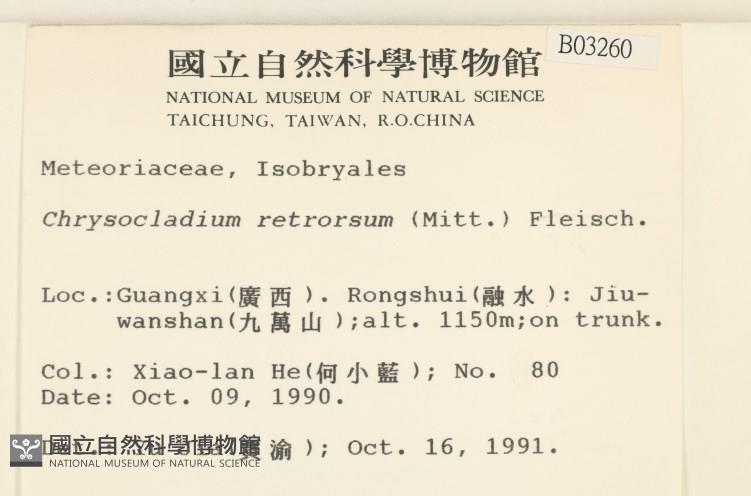 B03260
國立自然科學博物館
NATIONAL MUSEUM OF NATURAL SCIENCE
TAICHUNG, TAIWAN, R.O.CHINA
Meteoriaceae, Isobryales
Chrysocladium retrorsum (Mitt.) Fleisch.
Loc.:Guangxi(廣西). Rongshui(融水): Jiu-
wanshan(九萬山);alt. 1150m;on trunk.
Col.: Xiao-lan He(何小藍); No. 80
Date: Oct. 09, 1990.
渝); Oct. 16, 1991.
國立自然科學博物館
NATIONAL MUSEUM OF NATURAL SCIENCE